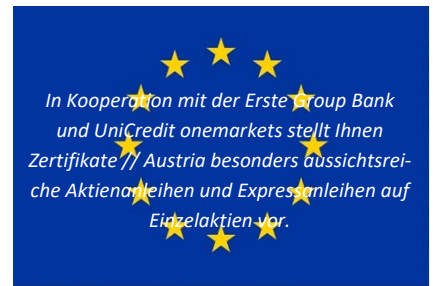 In Kooperation mit der Erste Group Bank
und UniCredit onemarkets stellt Ihnen
Zertifikate // Austria besonders aussichtsrei-
che Aktienanleihen und Expressanleihen auf
Einzelaktien vor.